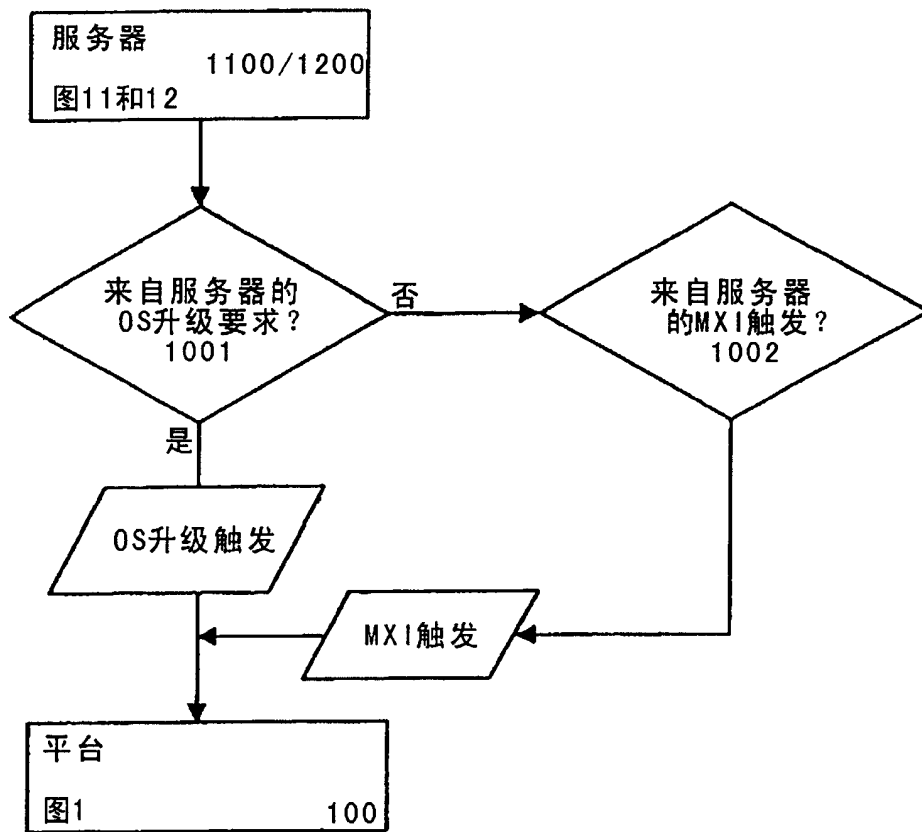 服务器
1100/1200
图11和12
来自服务器的
OS升级要求？
1001
否
来自服务器
的MXI触发？
1002
是
OS升级触发
MXI触发
平台
图1
100